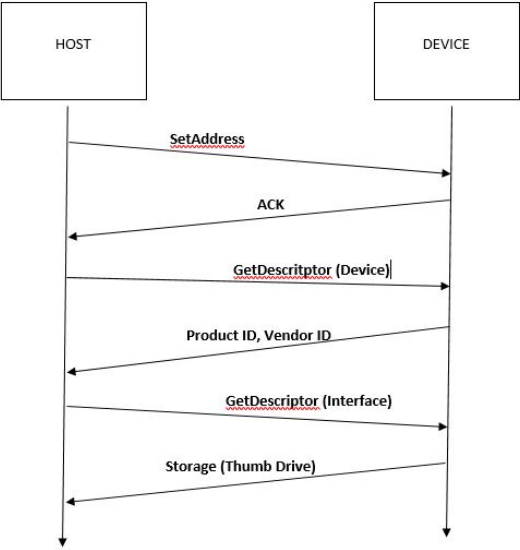 HOST
DEVICE
SetAddress
ACK
GetDescritptor (Device)
Product ID, Vendor ID
GetDescriptor (Interface)
Storage (Thumb Drive)